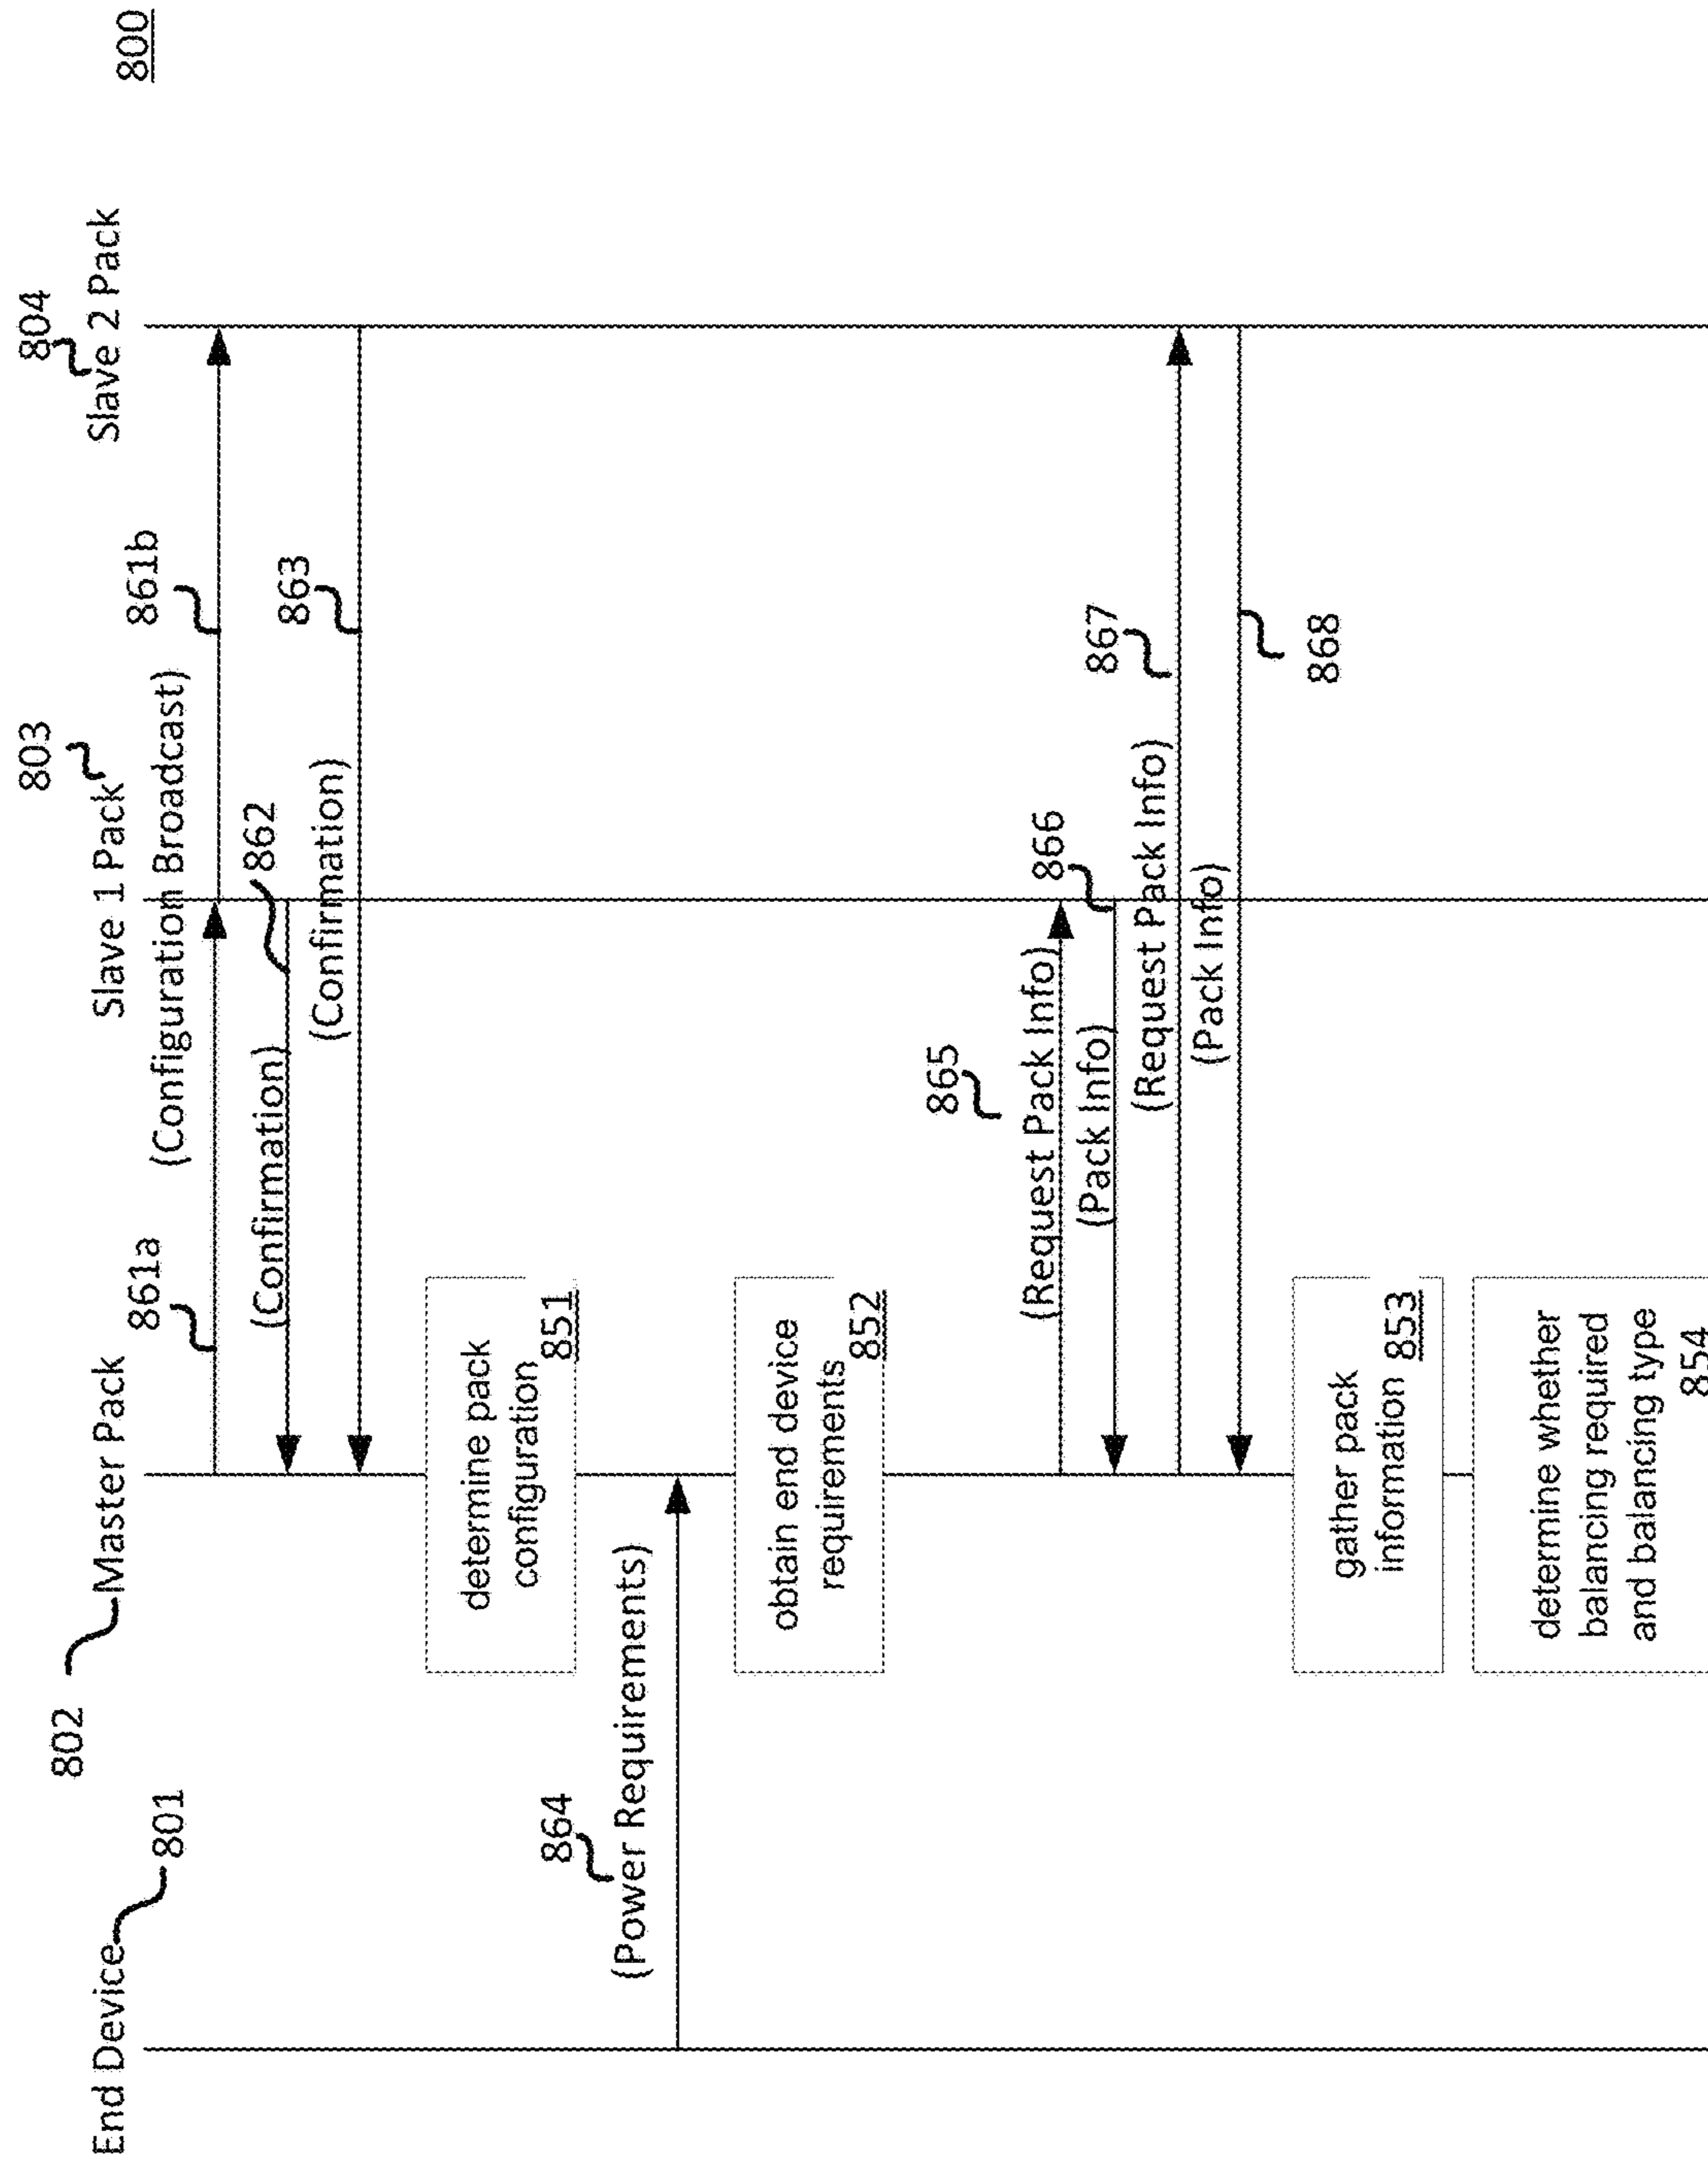 800
End Device
801
802
Master Pack
803
Slave 1 Pack
804
Slave 2 Pack
861a
(Configuration Broadcast)
861b
(Confirmation)
862
(Confirmation)
863
determine pack
configuration
851
864
(Power Requirements)
obtain end device
requirements
852
865
(Request Pack Info)
(Pack Info)
866
(Request Pack Info)
867
(Pack Info)
868
gather pack
information 853
determine whether
balancing required
and balancing type
854